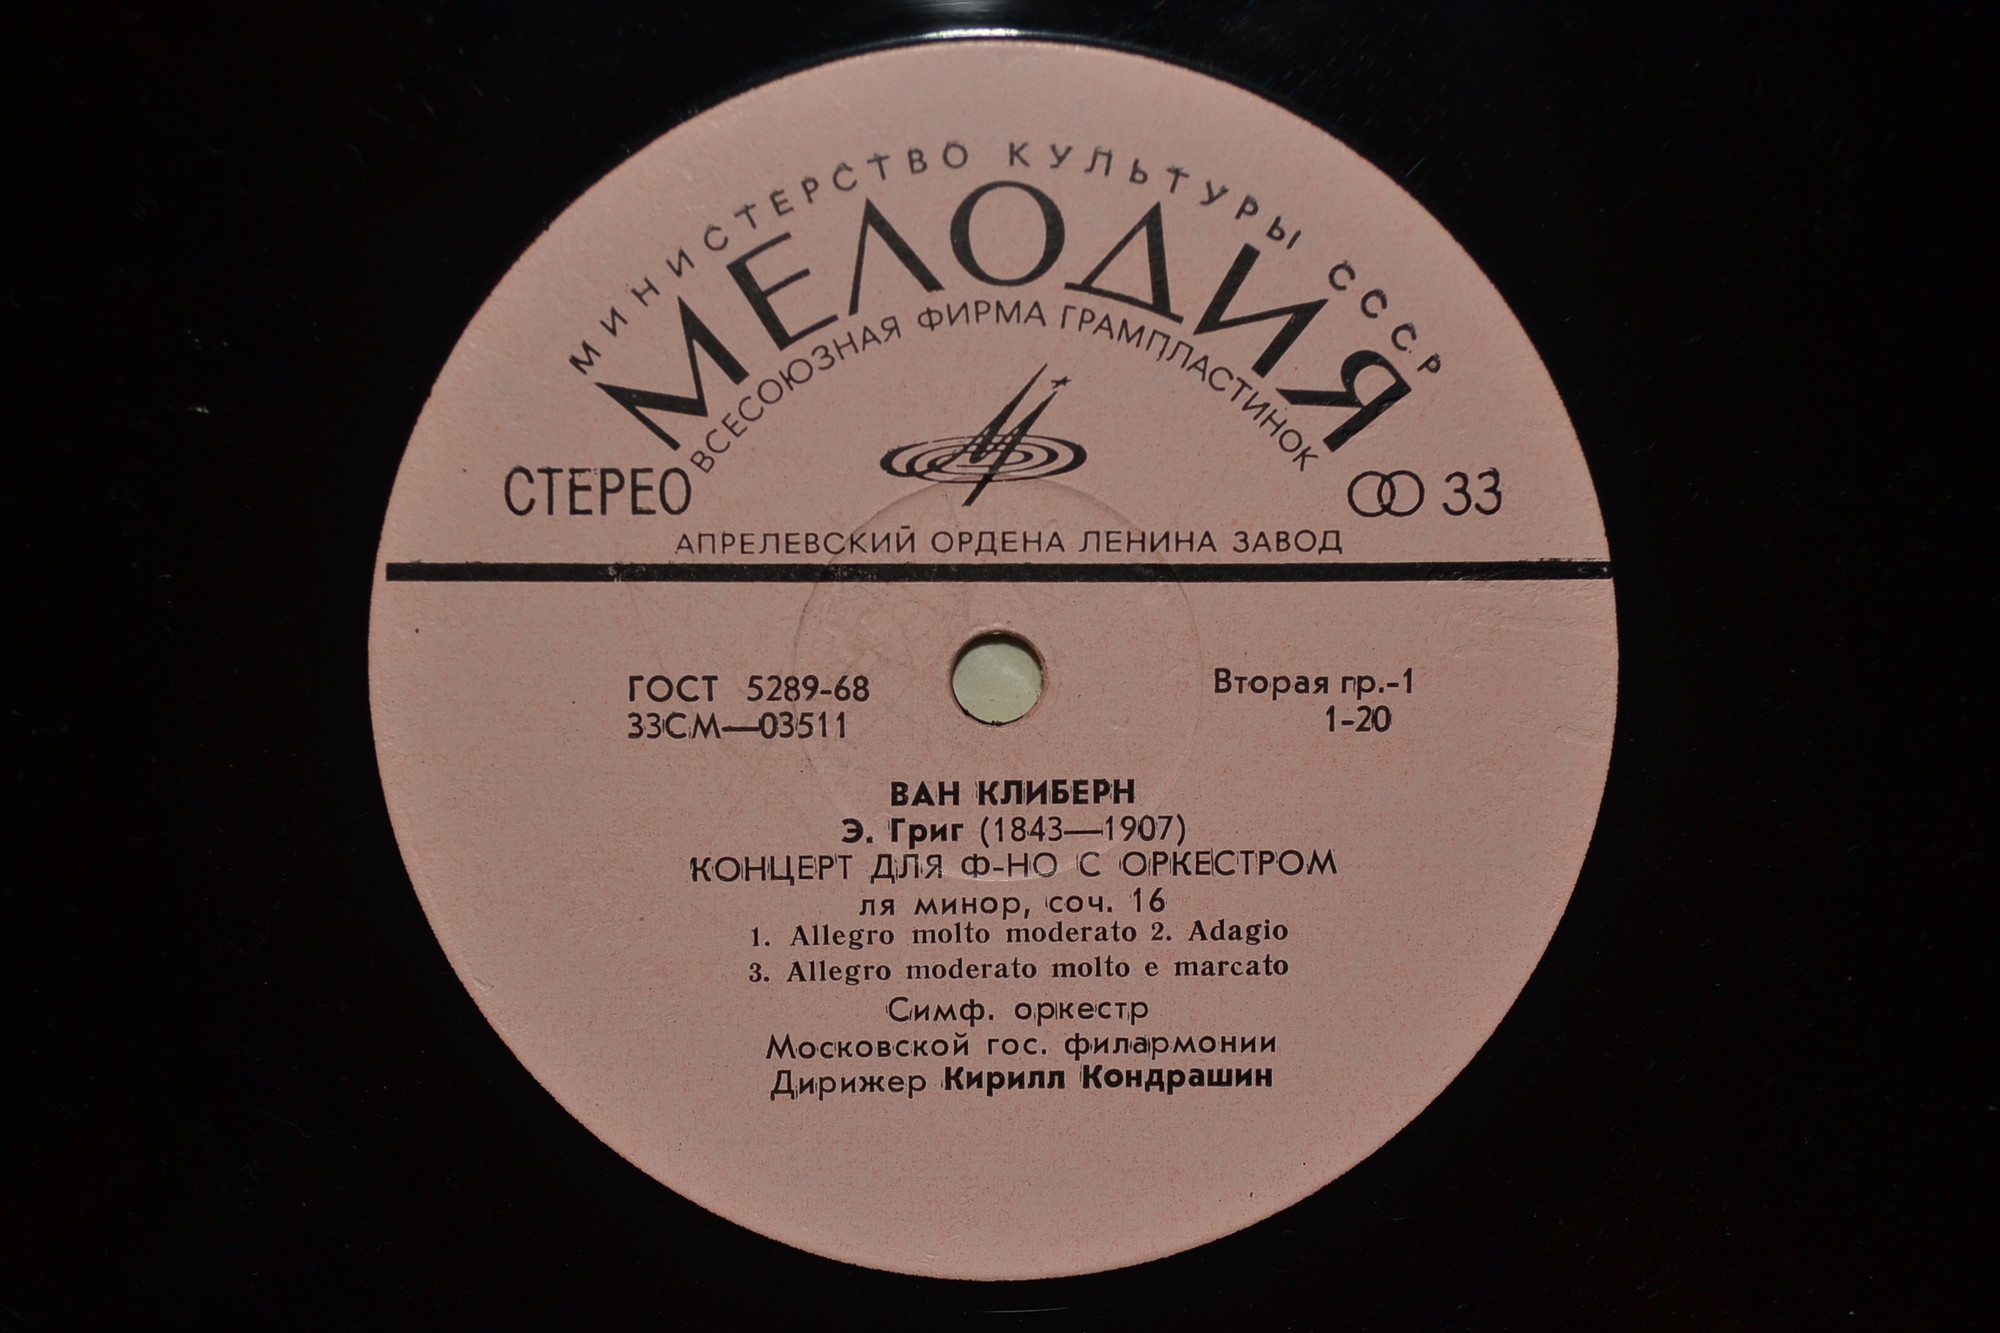 МИНИСТЕРСТВО КУЛЬТУРЫ СССР
МЕЛОДИЯ
ВСЕСОЮЗНАЯ ФИРМА ГРАМПЛАСТИНОК
СТЕРЕО
33
АПРЕЛЕВСКИЙ ОРДЕНА ЛЕНИНА ЗАВОД
ГОСТ 5289-68
33СМ—03511
Вторая гр.-1
1-20
ВАН КЛИБЕРН
Э. Григ (1843—1907)
КОНЦЕРТ ДЛЯ Ф-НО С ОРКЕСТРОМ
ля минор, соч. 16
1. Allegro molto moderato 2. Adagio
3. Allegro moderato molto e marcato
Симф. оркестр
Московской гос. филармонии
Дирижер Кирилл Кондрашин